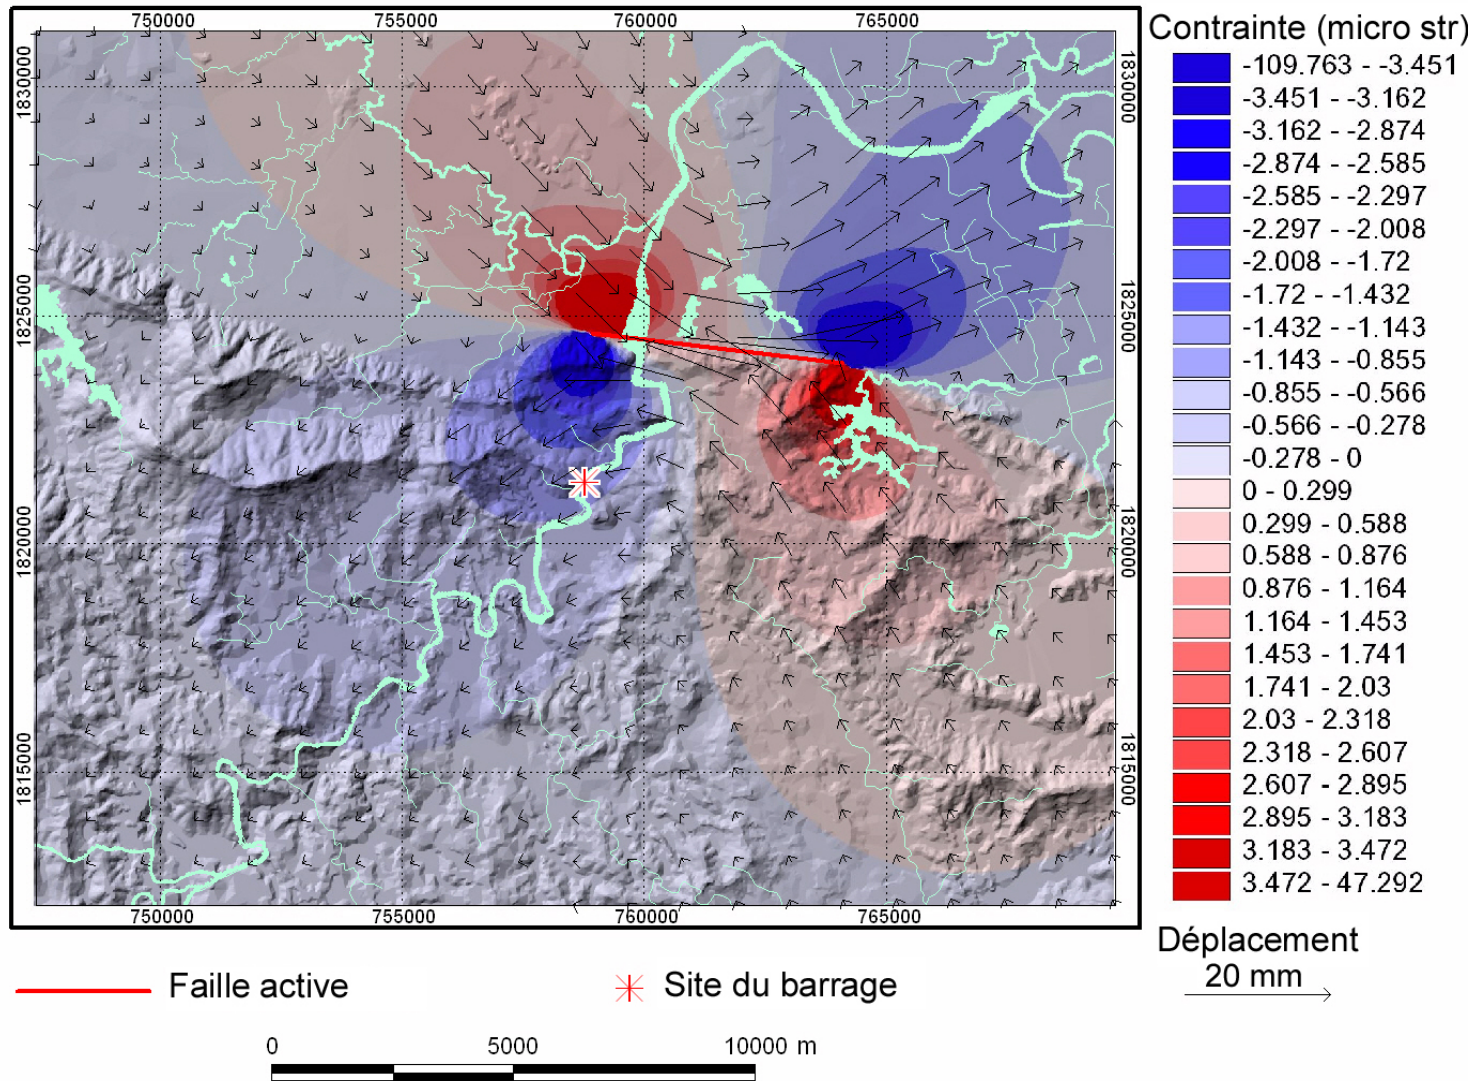 750000 755000 760000 765000
Contrainte (micro str)
1830000 1830000
1825000 1825000
1820000 1820000
1815000 1815000
750000 755000 760000 765000
-109.763 - -3.451
-3.451 - -3.162
-3.162 - -2.874
-2.874 - -2.585
-2.585 - -2.297
-2.297 - -2.008
-2.008 - -1.72
-1.72 - -1.432
-1.432 - -1.143
-1.143 - -0.855
-0.855 - -0.566
-0.566 - -0.278
-0.278 - 0
0 - 0.299
0.299 - 0.588
0.588 - 0.876
0.876 - 1.164
1.164 - 1.453
1.453 - 1.741
1.741 - 2.03
2.03 - 2.318
2.318 - 2.607
2.607 - 2.895
2.895 - 3.183
3.183 - 3.472
3.472 - 47.292
Déplacement
20 mm
Faille active
Site du barrage
0 5000 10000 m